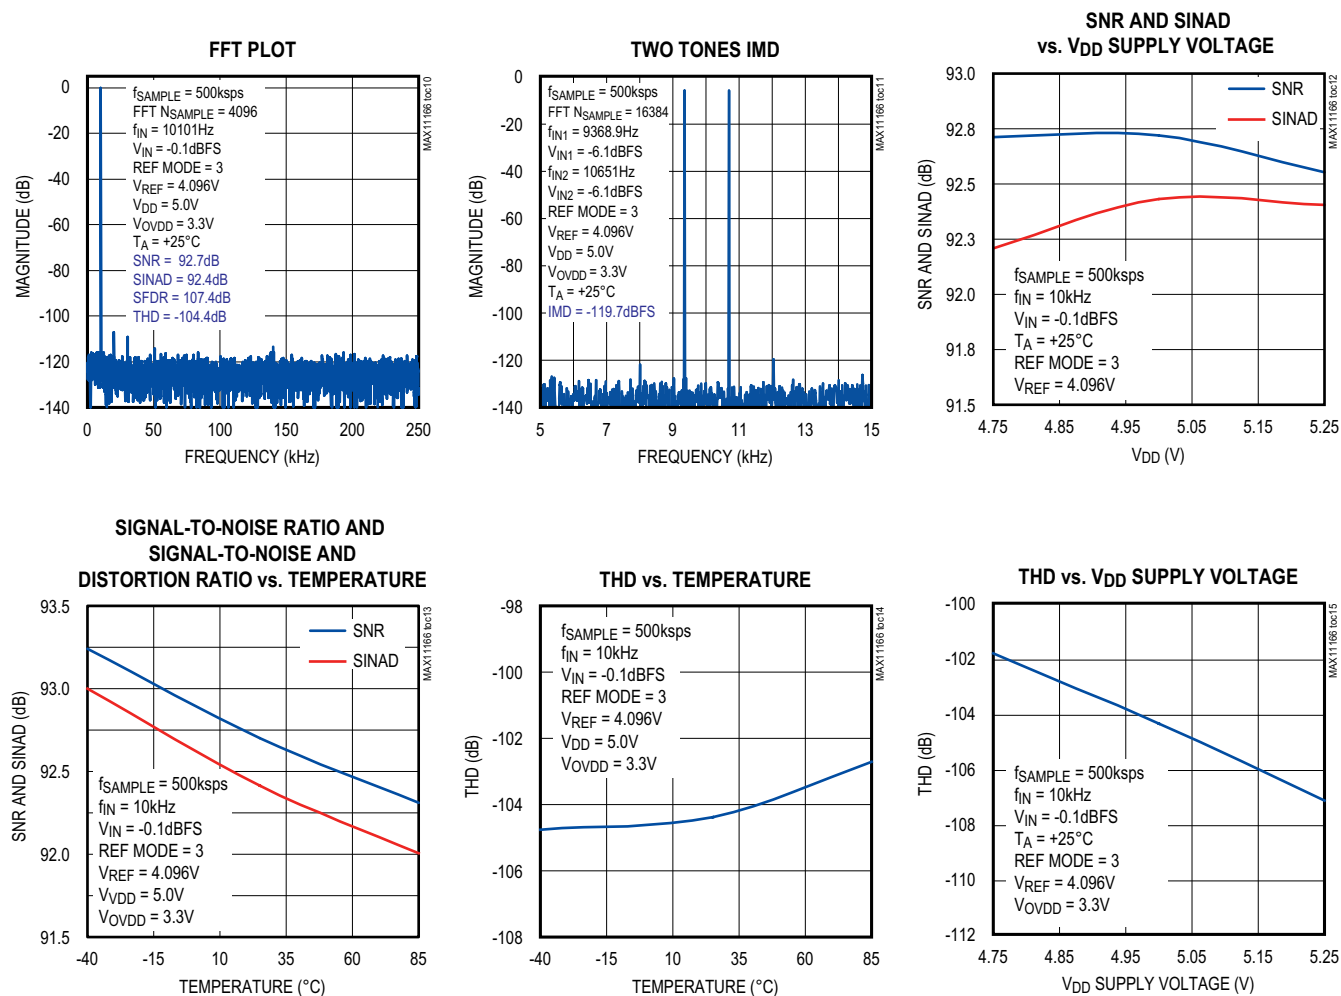 FFT PLOT
MAGNITUDE (dB)
0
-20
-40
-60
-80
-100
-120
-140
fSAMPLE = 500ksps
FFT NSAMPLE = 4096
fIN = 10101Hz
VIN = -0.1dBFS
REF MODE = 3
VREF = 4.096V
VDD = 5.0V
VOVDD = 3.3V
TA = +25°C
SNR = 92.7dB
SINAD = 92.4dB
SFDR = 107.4dB
THD = -104.4dB
MAX11166 toc10
0 50 100 150 200 250
FREQUENCY (kHz)
TWO TONES IMD
MAGNITUDE (dB)
0
-20
-40
-60
-80
-100
-120
-140
fSAMPLE = 500ksps
FFT NSAMPLE = 16384
fIN1 = 9368.9Hz
VIN1 = -6.1dBFS
fIN2 = 10651Hz
VIN2 = -6.1dBFS
REF MODE = 3
VREF = 4.096V
VDD = 5.0V
VOVDD = 3.3V
TA = +25°C
IMD = -119.7dBFS
MAX11166 toc11
5 7 9 11 13 15
FREQUENCY (kHz)
SNR AND SINAD
vs. VDD SUPPLY VOLTAGE
SNR AND SINAD (dB)
93.0
92.8
92.5
92.3
92.0
91.8
91.5
SNR
SINAD
fSAMPLE = 500ksps
fIN = 10kHz
VIN = -0.1dBFS
TA = +25°C
REF MODE = 3
VREF = 4.096V
MAX11166 toc12
4.75 4.85 4.95 5.05 5.15 5.25
VDD (V)
SIGNAL-TO-NOISE RATIO AND
SIGNAL-TO-NOISE AND
DISTORTION RATIO vs. TEMPERATURE
SNR AND SINAD (dB)
93.5
93.0
92.5
92.0
91.5
SNR
SINAD
fSAMPLE = 500ksps
fIN = 10kHz
VIN = -0.1dBFS
REF MODE = 3
VREF = 4.096V
VVDD = 5.0V
VOVDD = 3.3V
MAX11166 toc13
-40 -15 10 35 60 85
TEMPERATURE (°C)
THD vs. TEMPERATURE
THD (dB)
-98
-100
-102
-104
-106
-108
fSAMPLE = 500ksps
fIN = 10kHz
VIN = -0.1dBFS
REF MODE = 3
VREF = 4.096V
VDD = 5.0V
VOVDD = 3.3V
MAX11166 toc14
-40 -15 10 35 60 85
TEMPERATURE (°C)
THD vs. VDD SUPPLY VOLTAGE
THD (dB)
-100
-102
-104
-106
-108
-110
-112
fSAMPLE = 500ksps
fIN = 10kHz
VIN = -0.1dBFS
TA = +25°C
REF MODE = 3
VREF = 4.096V
VOVDD = 3.3V
MAX11166 toc15
4.75 4.85 4.95 5.05 5.15 5.25
VDD SUPPLY VOLTAGE (V)